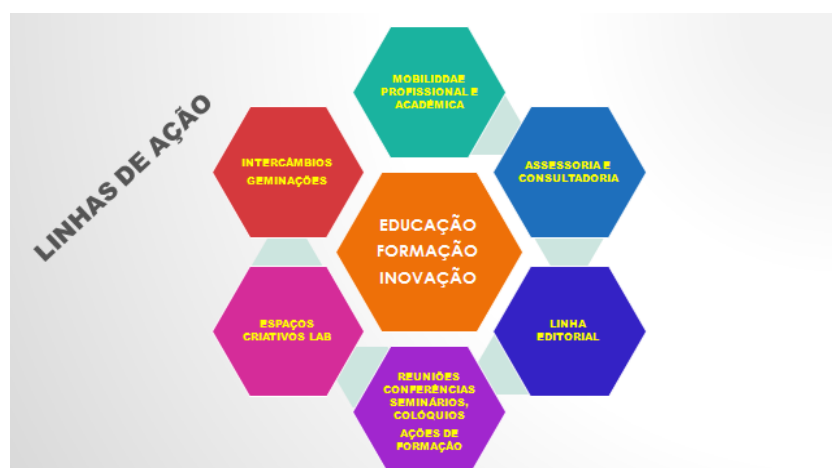 LINHAS DE AÇÃO
MOBILIDDAE
PROFISSIONAL E
ACADÉMICA
ASSESSORIA E
CONSULTADORIA
LINHA
EDITORIAL
REUNIÕES
CONFERÊNCIAS
SEMINÁRIOS,
COLÓQUIOS
AÇÕES DE
FORMAÇÃO
ESPAÇOS
CRIATIVOS LAB
INTERCÂMBIOS
GEMINAÇÕES
EDUCAÇÃO
FORMAÇÃO
INOVAÇÃO